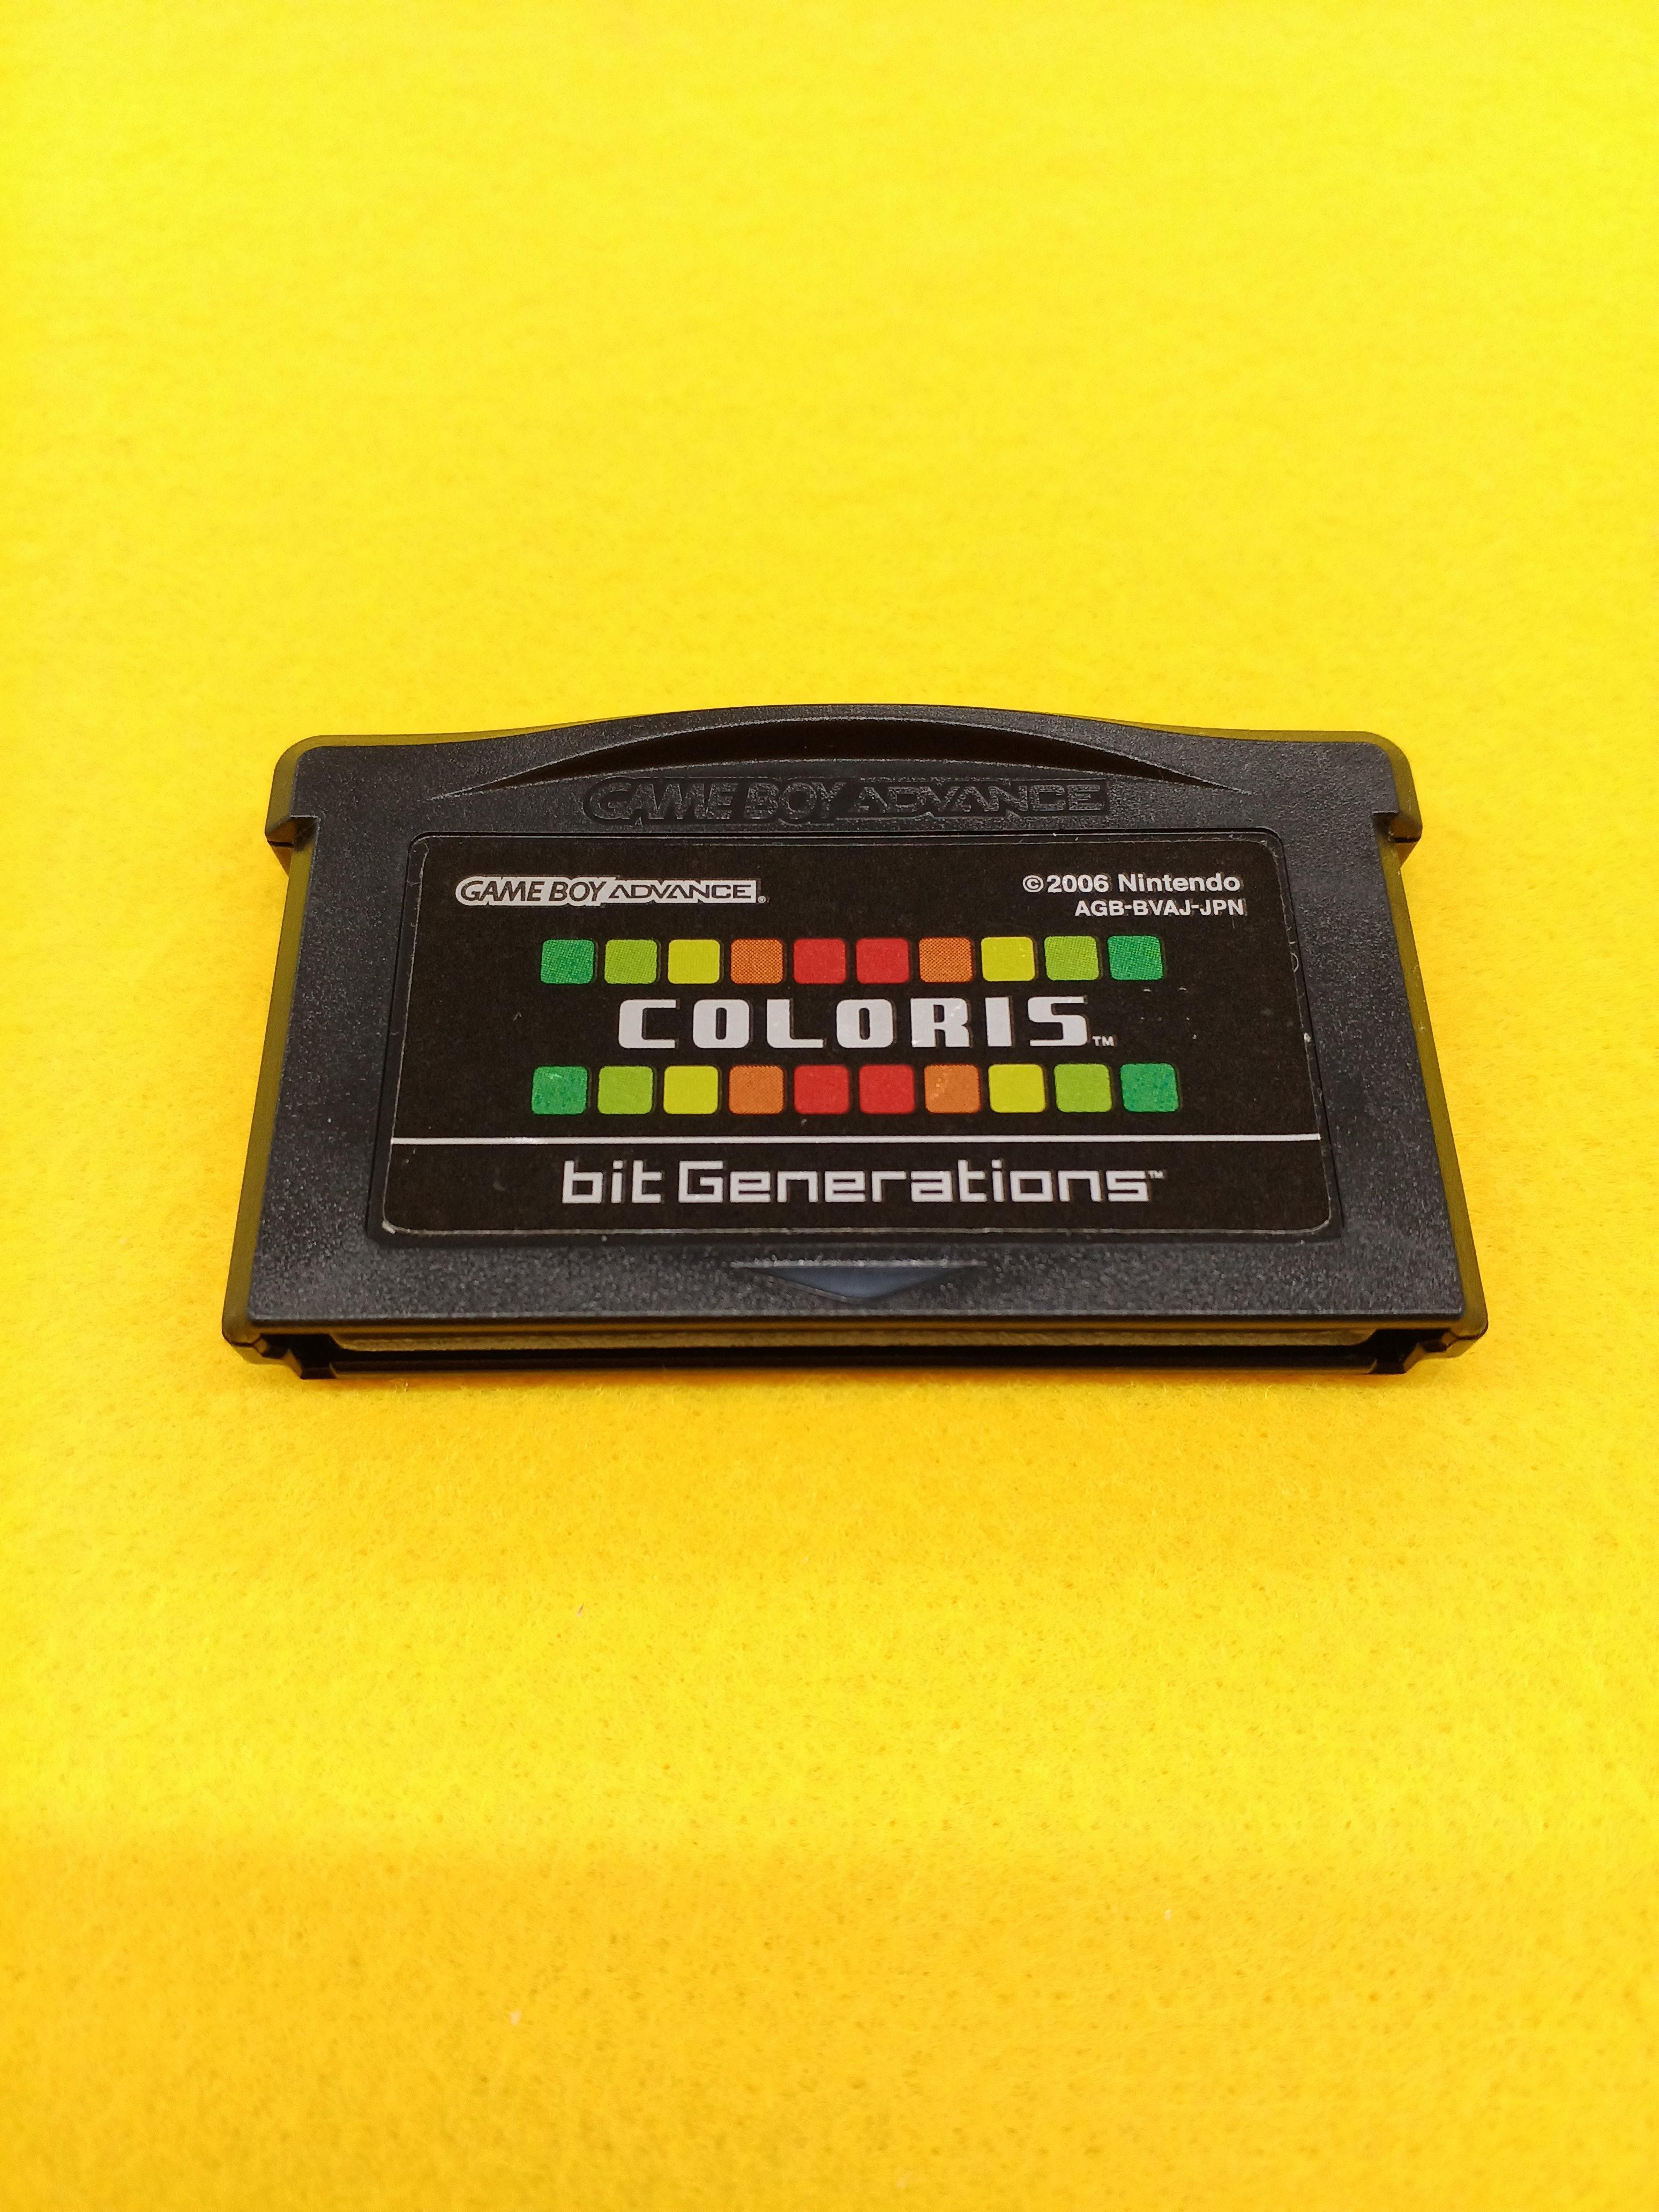 GAME BOY ADVANCE
GAME BOY ADVANCE®
©2006 Nintendo
AGB-BVAJ-JPN
COLORIS™
bit Generations™